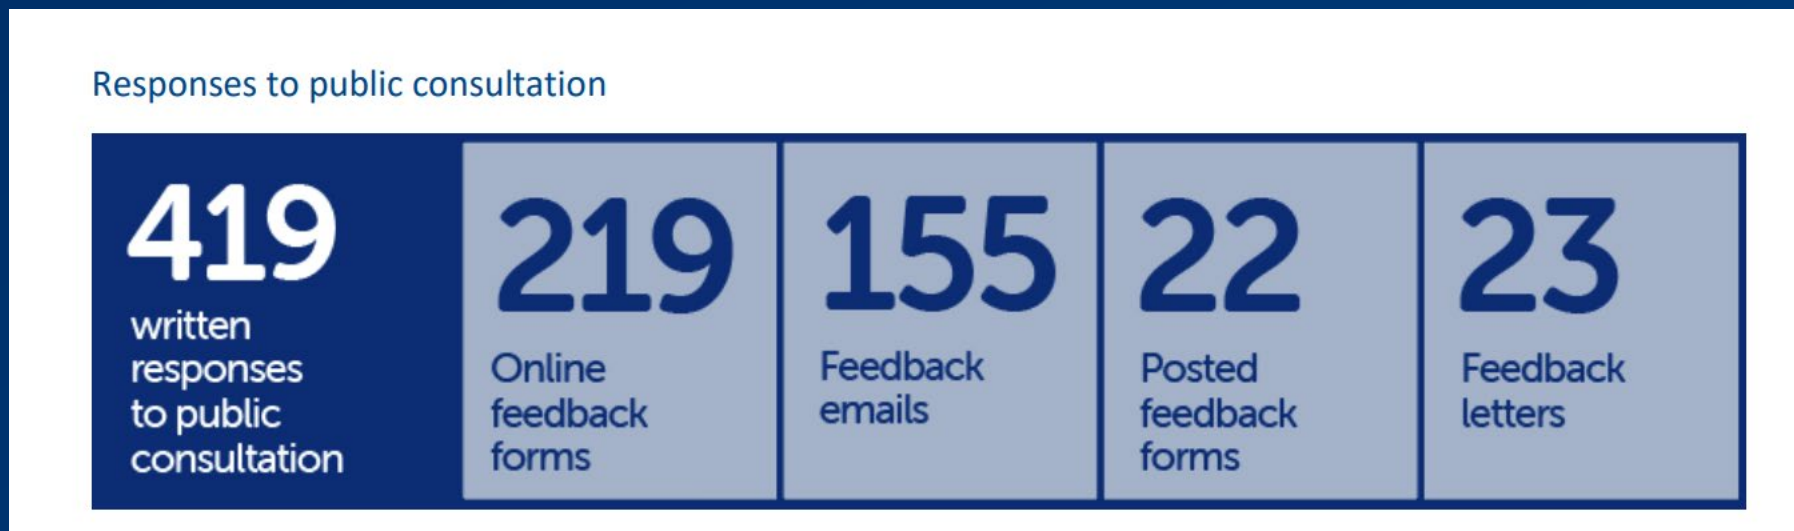 Responses to public consultation
419
written
responses
to public
consultation
219
Online
feedback
forms
155
Feedback
emails
22
Posted
feedback
forms
23
Feedback
letters